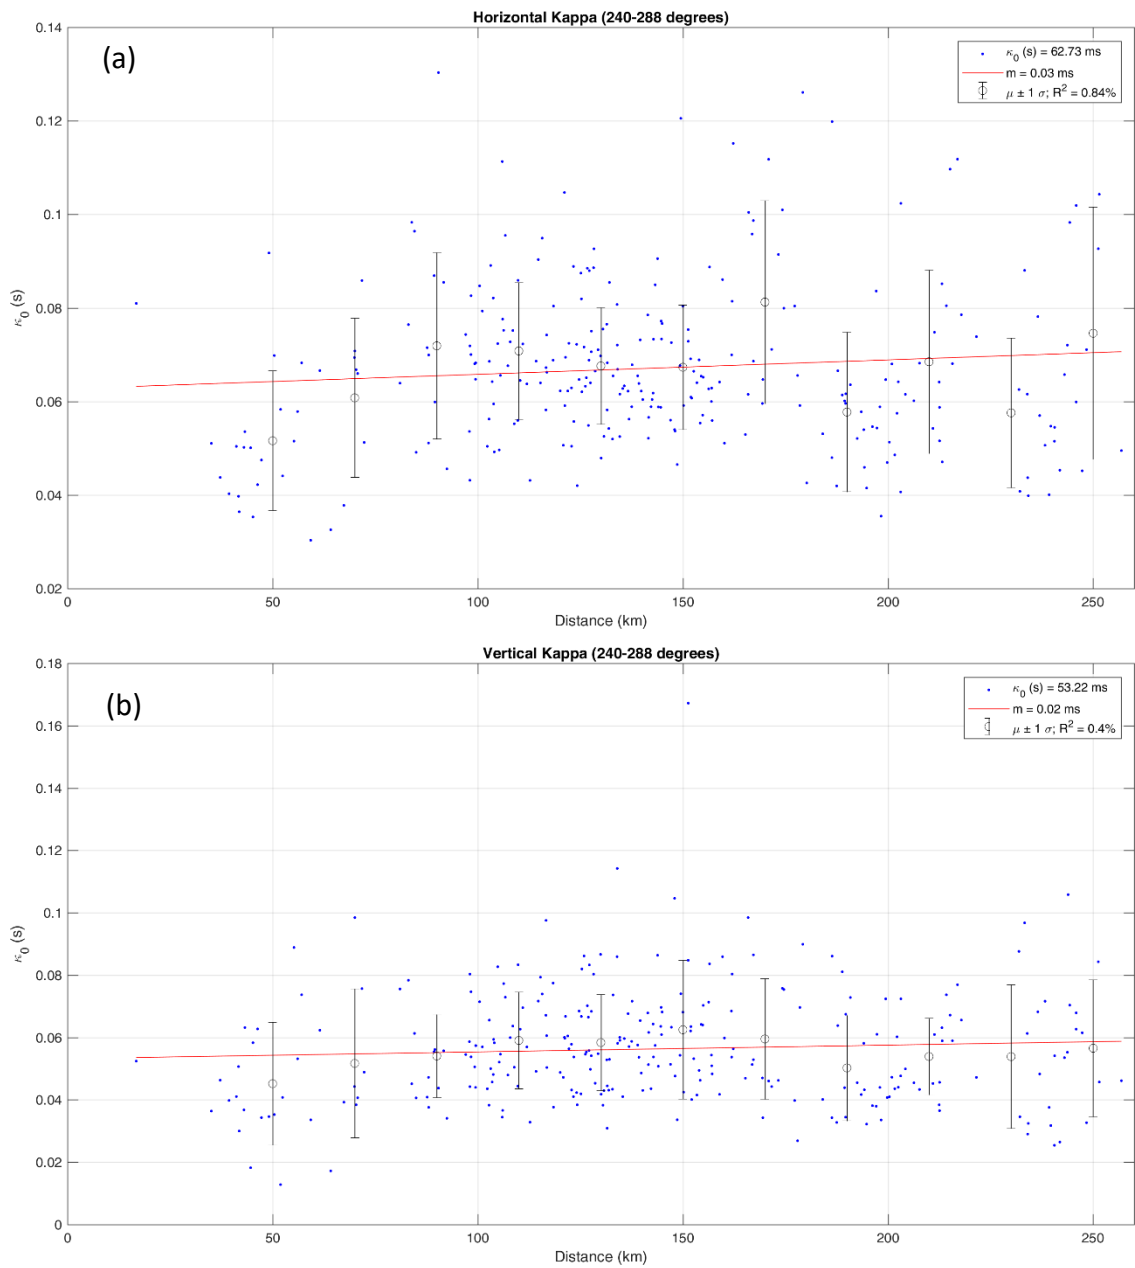 Horizontal Kappa (240-288 degrees)
(a)
κ0 (s) = 62.73 ms
m = 0.03 ms
μ ± 1 σ; R2 = 0.84%
0.14
0.12
0.1
0.08
0.06
0.04
0.02
κ0 (s)
0 50 100 150 200 250
Distance (km)
Vertical Kappa (240-288 degrees)
(b)
κ0 (s) = 53.22 ms
m = 0.02 ms
μ ± 1 σ; R2 = 0.4%
0.18
0.16
0.14
0.12
0.1
0.08
0.06
0.04
0.02
0
κ0 (s)
0 50 100 150 200 250
Distance (km)